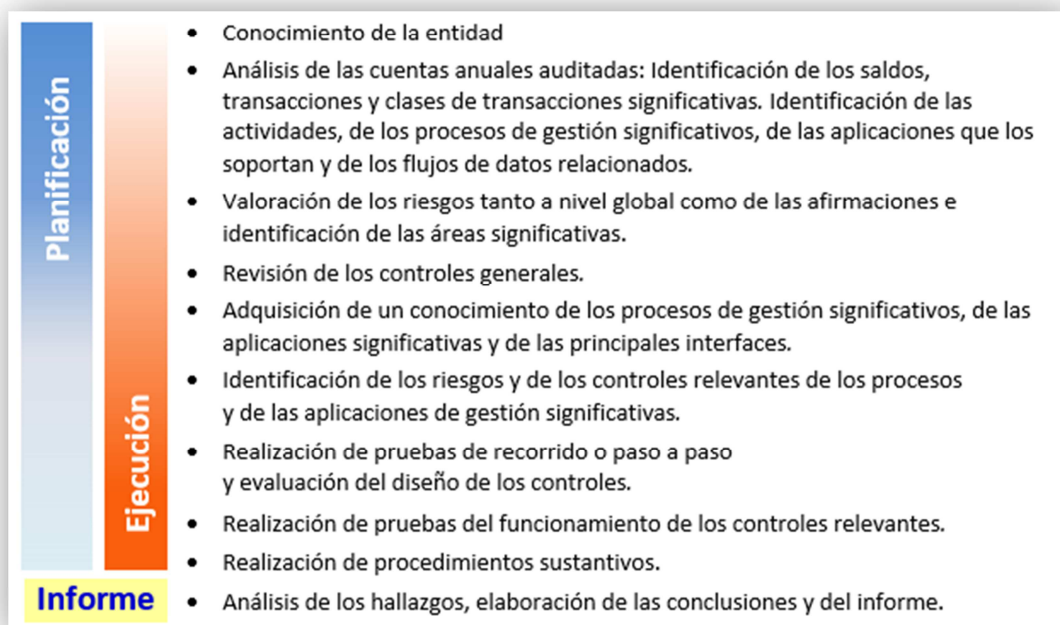 Planificación
Ejecución
• Conocimiento de la entidad
• Análisis de las cuentas anuales auditadas: Identificación de los saldos,
transacciones y clases de transacciones significativas. Identificación de las
actividades, de los procesos de gestión significativos, de las aplicaciones que los
soportan y de los flujos de datos relacionados.
• Valoración de los riesgos tanto a nivel global como de las afirmaciones e
identificación de las áreas significativas.
• Revisión de los controles generales.
• Adquisición de un conocimiento de los procesos de gestión significativos, de las
aplicaciones significativas y de las principales interfaces.
• Identificación de los riesgos y de los controles relevantes de los procesos
y de las aplicaciones de gestión significativas.
• Realización de pruebas de recorrido o paso a paso
y evaluación del diseño de los controles.
• Realización de pruebas del funcionamiento de los controles relevantes.
• Realización de procedimientos sustantivos.
Informe
• Análisis de los hallazgos, elaboración de las conclusiones y del informe.